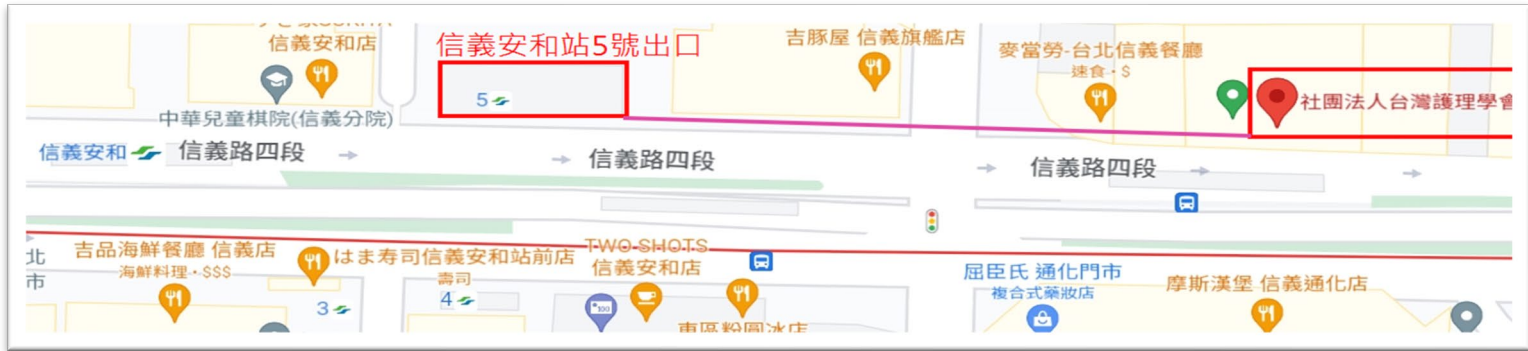 信義安和店
中華兒童棋院(信義分院)
信義安和站5號出口
5
吉豚屋 信義旗艦店
麥當勞-台北信義餐廳
速食・$
社團法人台灣護理學會
信義安和
信義路四段
信義路四段
信義路四段
北
市
吉品海鮮餐廳 信義店
海鮮料理・$$$
はま寿司信義安和站前店
壽司
3
4
TWO SHOTS
信義安和店
東區粉圓冰店
屈臣氏 通化門市
複合式藥妝店
摩斯漢堡 信義通化店